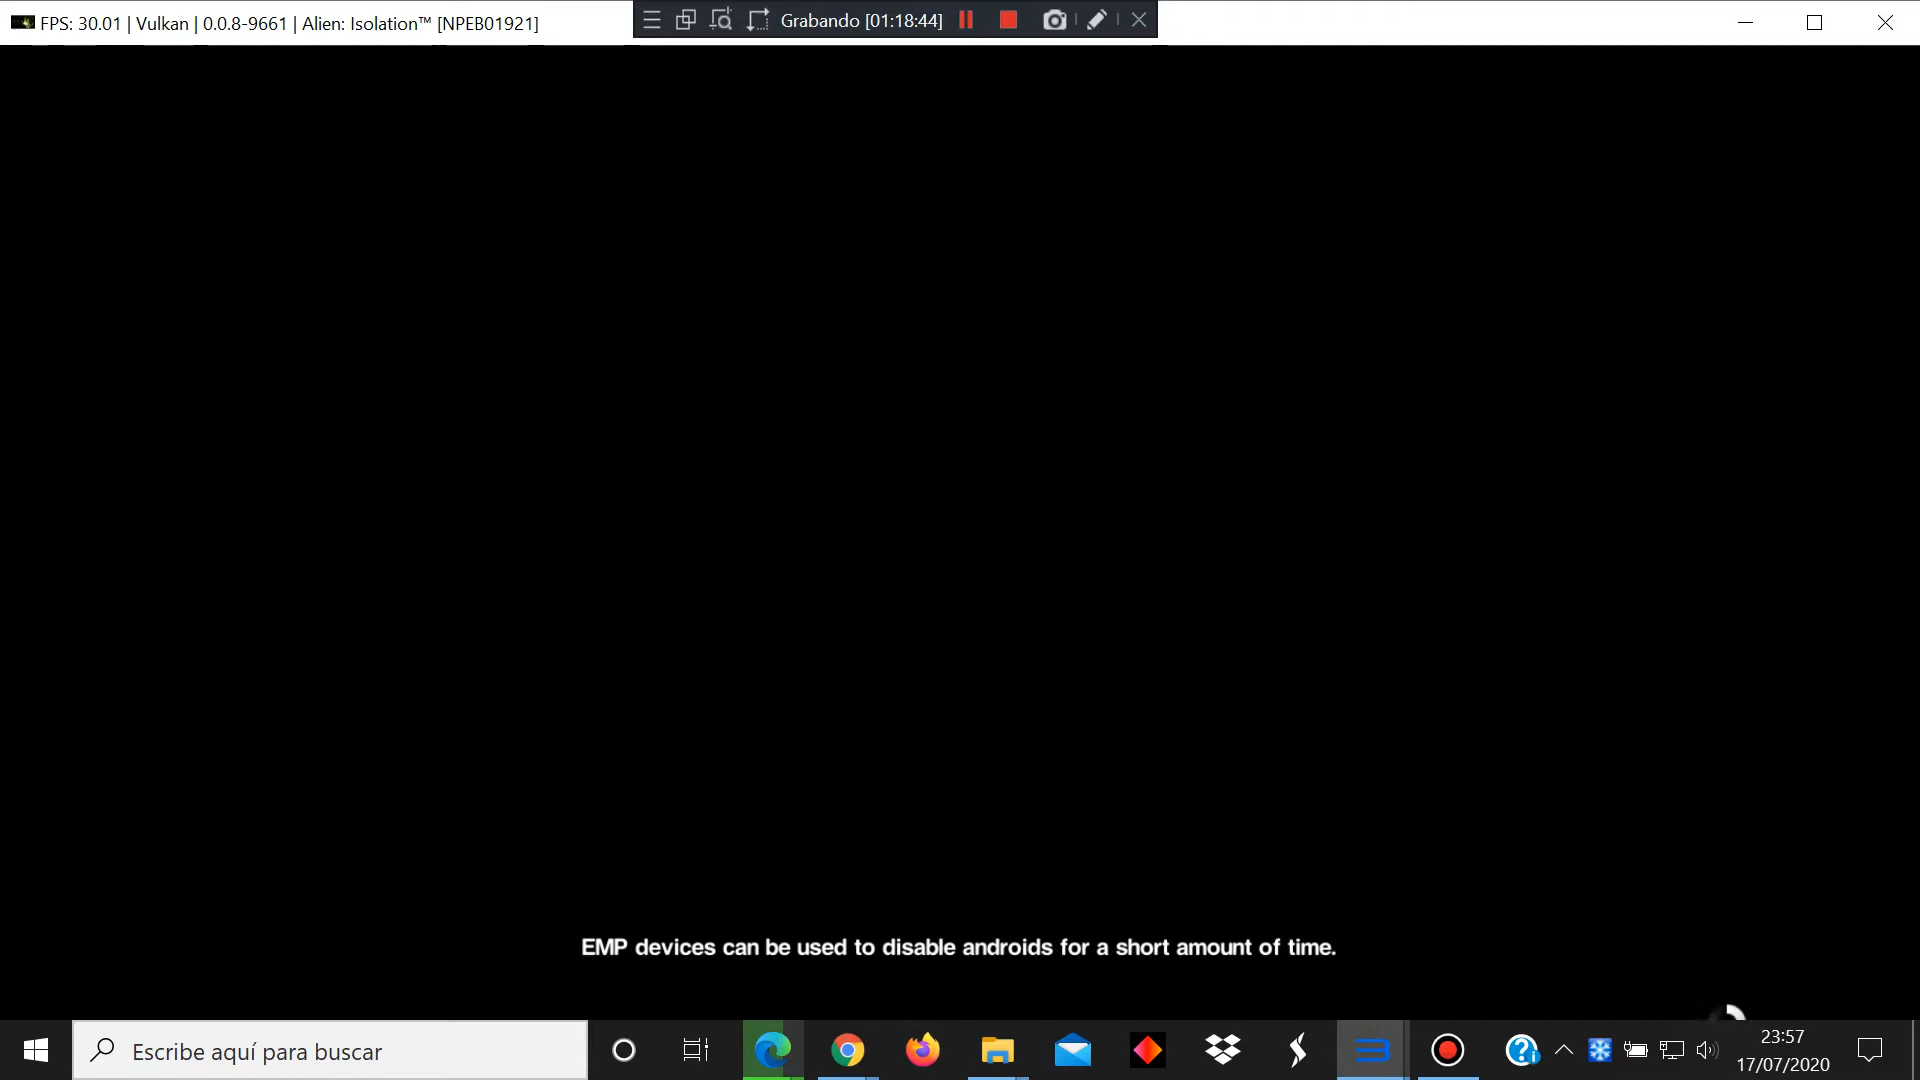 FPS: 30.01 | Vulkan | 0.0.8-9661 | Alien: Isolation™ [NPEB01921]
Grabando [01:18:44]
EMP devices can be used to disable androids for a short amount of time.
Escribe aquí para buscar
23:57
17/07/2020